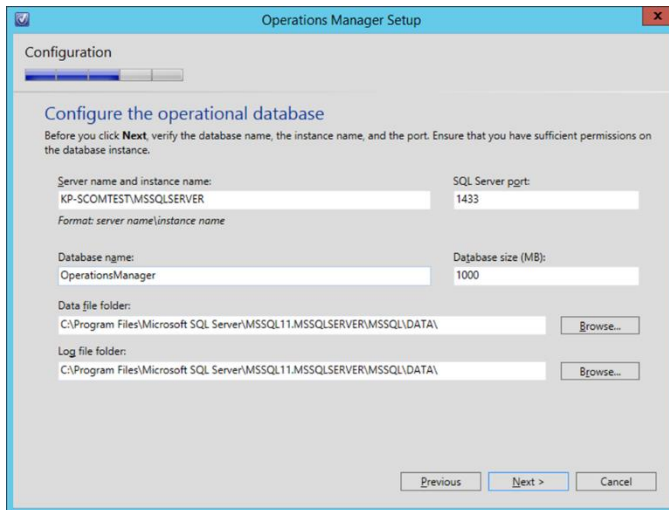 Operations Manager Setup
x
Configuration
Configure the operational database
Before you click Next, verify the database name, the instance name, and the port. Ensure that you have sufficient permissions on
the database instance.
Server name and instance name:
SQL Server port:
KP-SCOMTEST\MSSQLSERVER
1433
Format: server name\instance name
Database name:
Database size (MB):
OperationsManager
1000
Data file folder:
C:\Program Files\Microsoft SQL Server\MSSQL11.MSSQLSERVER\MSSQL\DATA\
Browse...
Log file folder:
C:\Program Files\Microsoft SQL Server\MSSQL11.MSSQLSERVER\MSSQL\DATA\
Browse...
Previous
Next >
Cancel